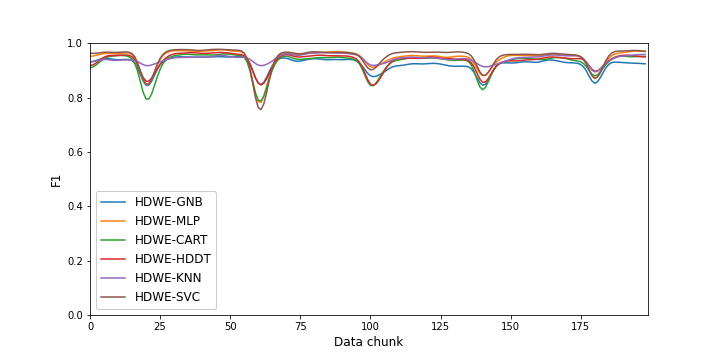 1.0
0.8
0.6
0.4
0.2
0.0
F1
HDWE-GNB
HDWE-MLP
HDWE-CART
HDWE-HDDT
HDWE-KNN
HDWE-SVC
0 25 50 75 100 125 150 175
Data chunk